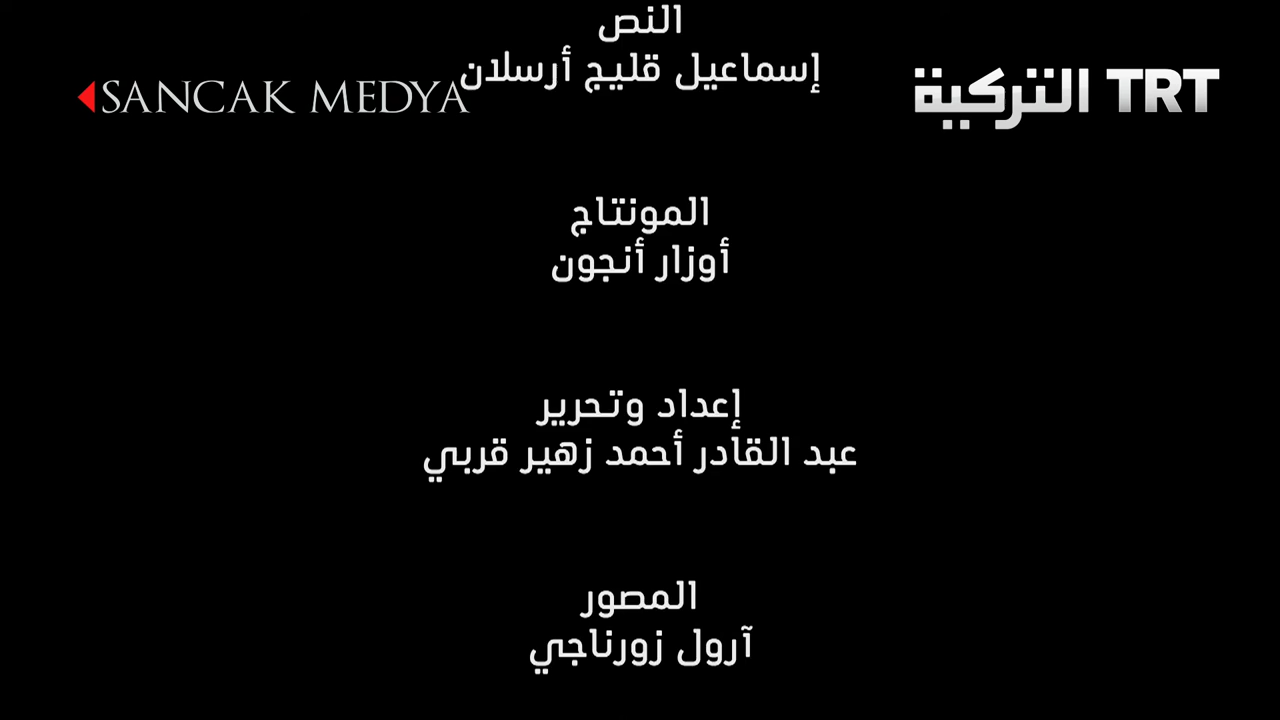 النص
إسماعيل قليج أرسلان
SANCAK MEDYA
TRT التركية
المونتاج
أوزار أنجون
إعداد وتحرير
عبد القادر أحمد زهير قربي
المصور
آرول زورناجي